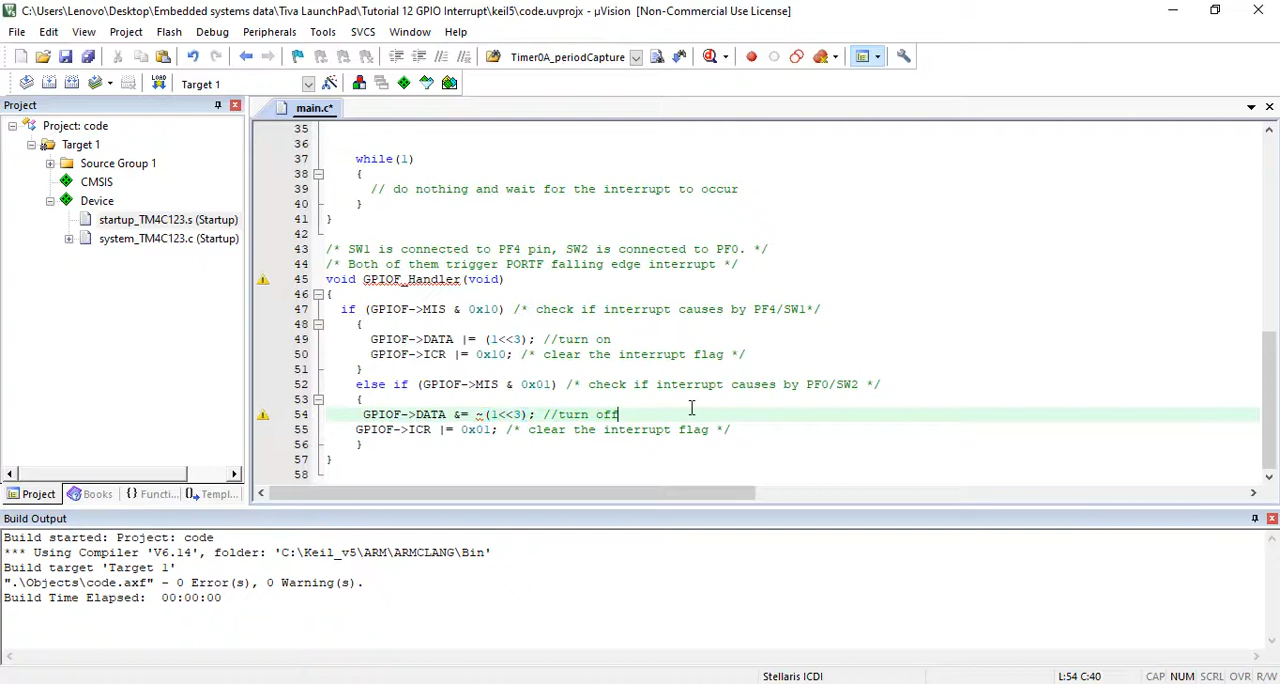 C:\Users\Lenovo\Desktop\Embedded systems data\Tiva LaunchPad\Tutorial 12 GPIO Interrupt\keil5\code.uvprojx - µVision [Non-Commercial Use License]
File Edit View Project Flash Debug Peripherals Tools SVCS Window Help
Timer0A_periodCapture
LOAD Target 1
Project
main.c*
Project: code
Target 1
Source Group 1
CMSIS
Device
startup_TM4C123.s (Startup)
system_TM4C123.c (Startup)
35
36
37 while(1)
38 {
39 // do nothing and wait for the interrupt to occur
40 }
41 }
42
43 /* SW1 is connected to PF4 pin, SW2 is connected to PF0. */
44 /* Both of them trigger PORTF falling edge interrupt */
45 void GPIOF_Handler(void)
46 {
47 if (GPIOF->MIS & 0x10) /* check if interrupt causes by PF4/SW1*/
48 {
49 GPIOF->DATA |= (1<<3); //turn on
50 GPIOF->ICR |= 0x10; /* clear the interrupt flag */
51 }
52 else if (GPIOF->MIS & 0x01) /* check if interrupt causes by PF0/SW2 */
53 {
54 GPIOF->DATA &= ~(1<<3); //turn off
55 GPIOF->ICR |= 0x01; /* clear the interrupt flag */
56 }
57 }
58
Project Books {} Functi... Templ...
Build Output
Build started: Project: code
*** Using Compiler 'V6.14', folder: 'C:\Keil_v5\ARM\ARMCLANG\Bin'
Build target 'Target 1'
".\Objects\code.axf" - 0 Error(s), 0 Warning(s).
Build Time Elapsed: 00:00:00
Stellaris ICDI L:54 C:40 CAP NUM SCRL OVR R/W